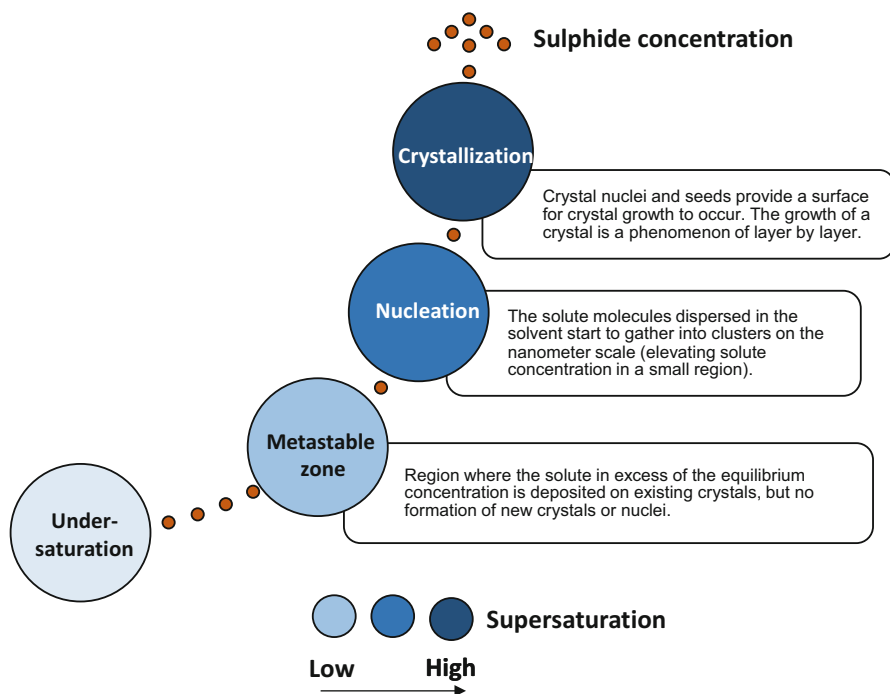 Sulphide concentration
Crystallization
Crystal nuclei and seeds provide a surface
for crystal growth to occur. The growth of a
crystal is a phenomenon of layer by layer.
Nucleation
The solute molecules dispersed in the
solvent start to gather into clusters on the
nanometer scale (elevating solute
concentration in a small region).
Metastable
zone
Region where the solute in excess of the equilibrium
concentration is deposited on existing crystals, but no
formation of new crystals or nuclei.
Under-
saturation
Supersaturation
Low High